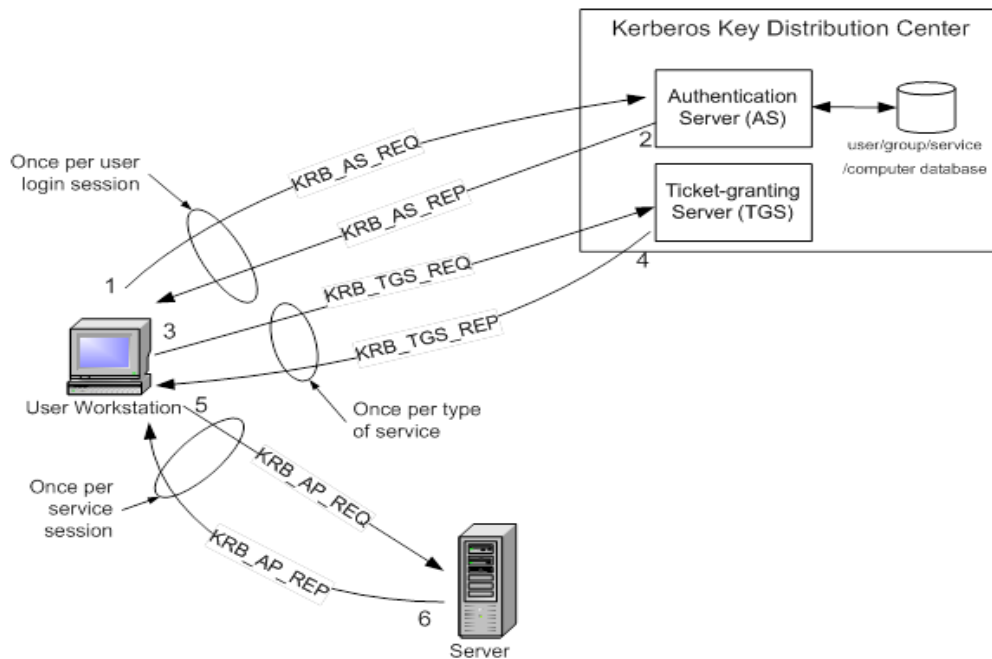 Kerberos Key Distribution Center
Authentication
Server (AS)
user/group/service
/computer database
Ticket-granting
Server (TGS)
Once per user
login session
KRB_AS_REQ
2
KRB_AS_REP
1
KRB_TGS_REQ
4
3
KRB_TGS_REP
User Workstation
5
Once per type
of service
KRB_AP_REQ
Once per
service
session
KRB_AP_REP
6
Server